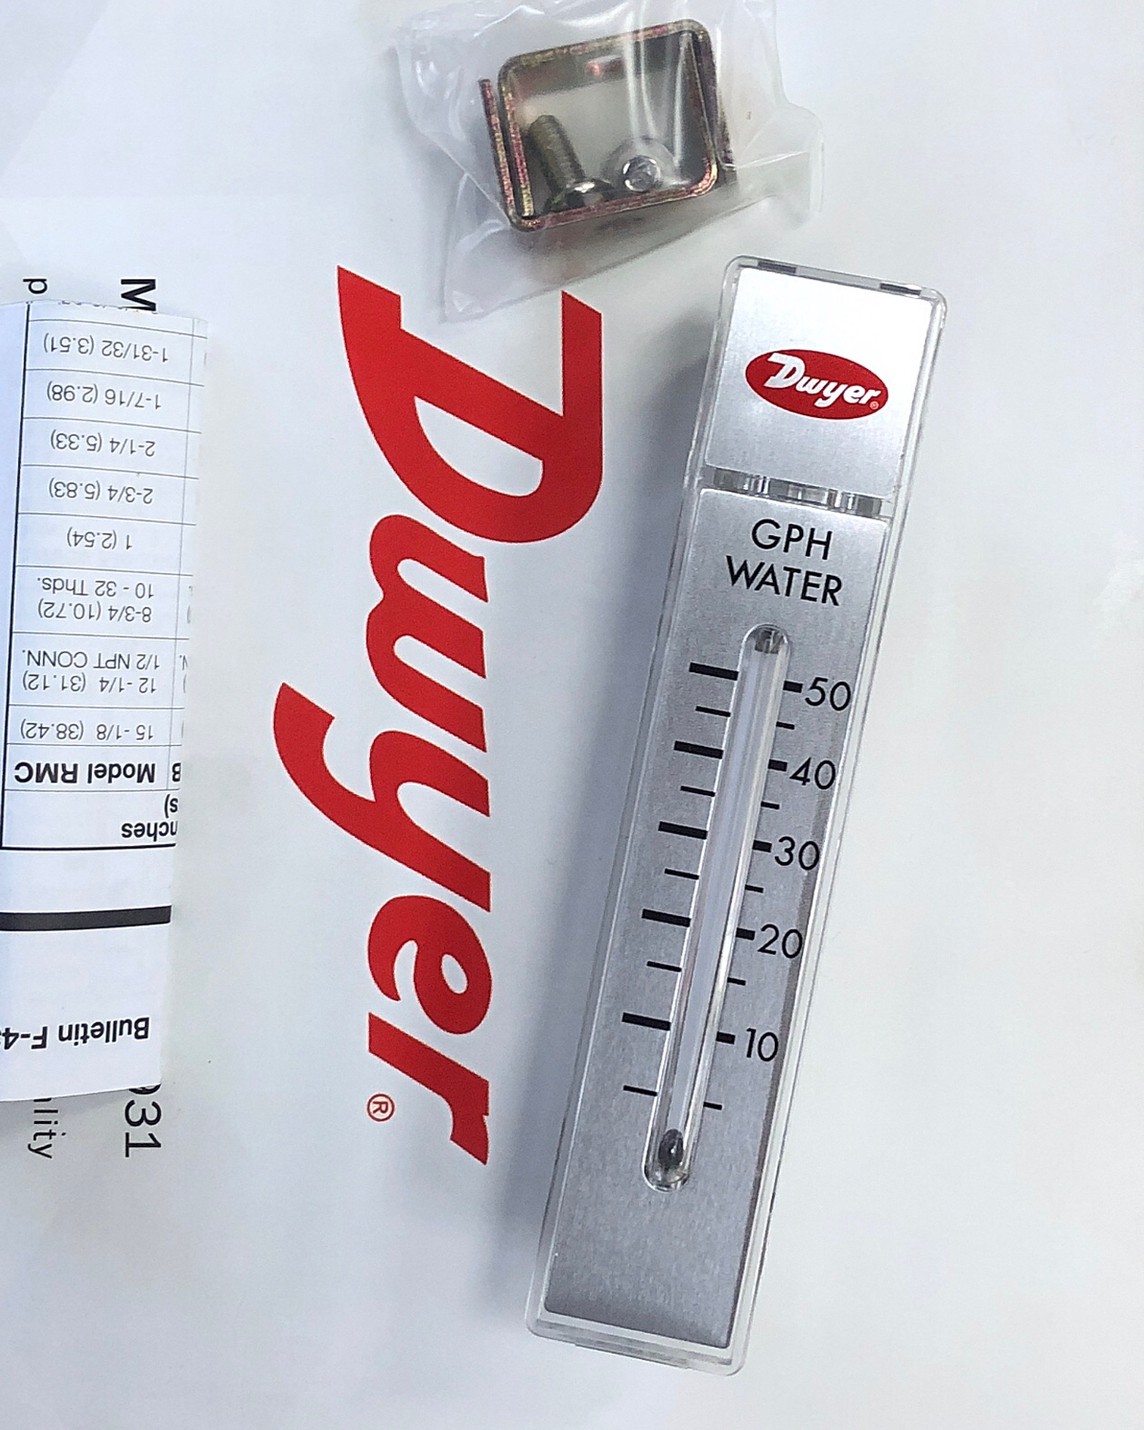 Dwyer®
GPH
WATER
50
40
30
20
10
Dwyer®
Model RMC
15 -1/8 (38.42)
12 -1/4 (31.12)
1/2 NPT CONN.
8-3/4 (10.72)
10 - 32 Thds.
1 (2.54)
2-3/4 (5.83)
2-1/4 (5.33)
1-7/16 (2.98)
1-31/32 (3.51)
Bulletin F-4